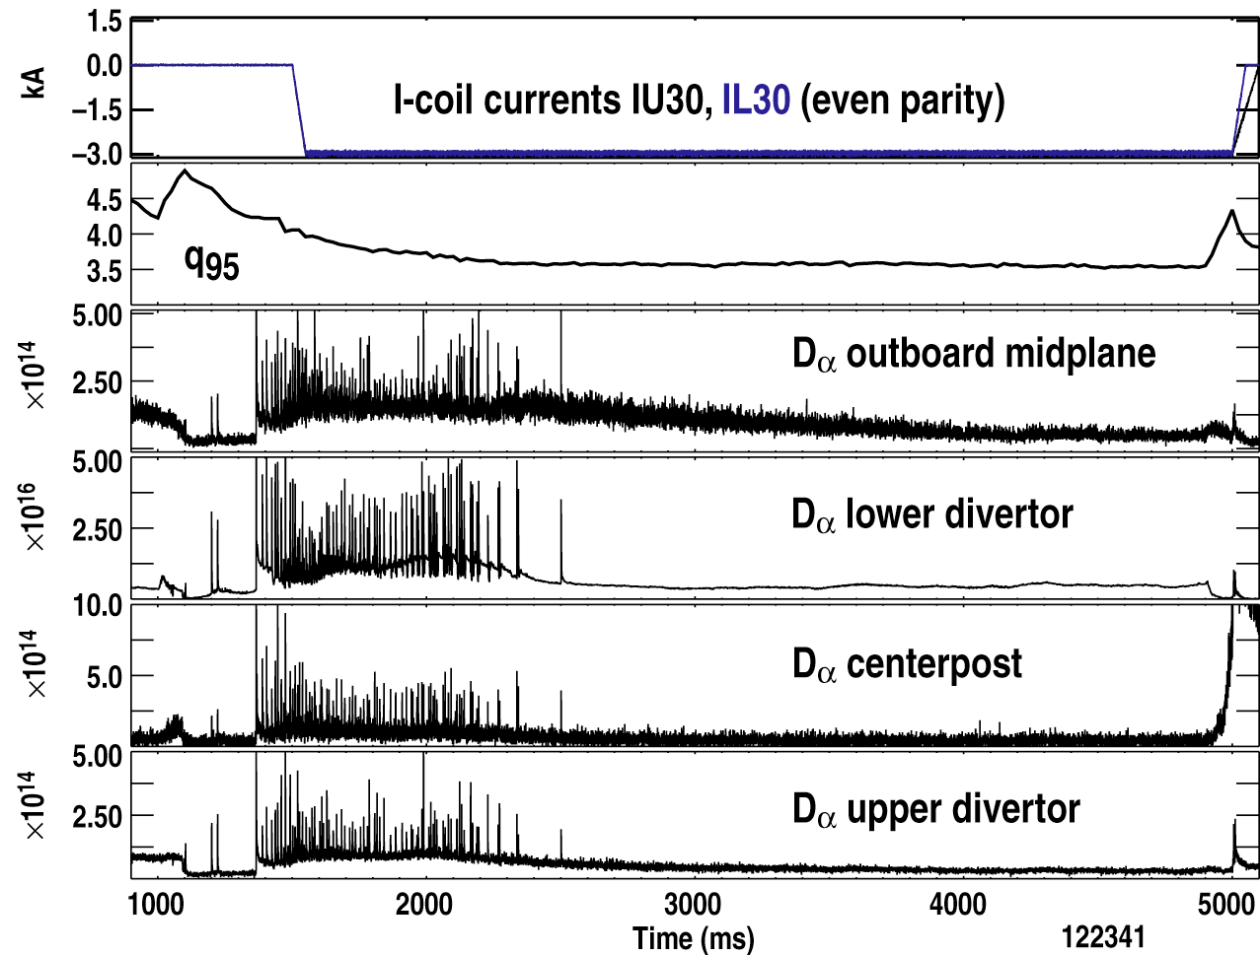 1.5
0.0
−1.5
−3.0
kA
I-coil currents IU30, IL30 (even parity)
4.5
4.0
3.5
q95
5.00
2.50
×10^14
Dα outboard midplane
5.00
2.50
×10^16
Dα lower divertor
10.0
5.0
×10^14
Dα centerpost
5.00
2.50
×10^14
Dα upper divertor
1000 2000 3000 4000 5000
Time (ms)
122341